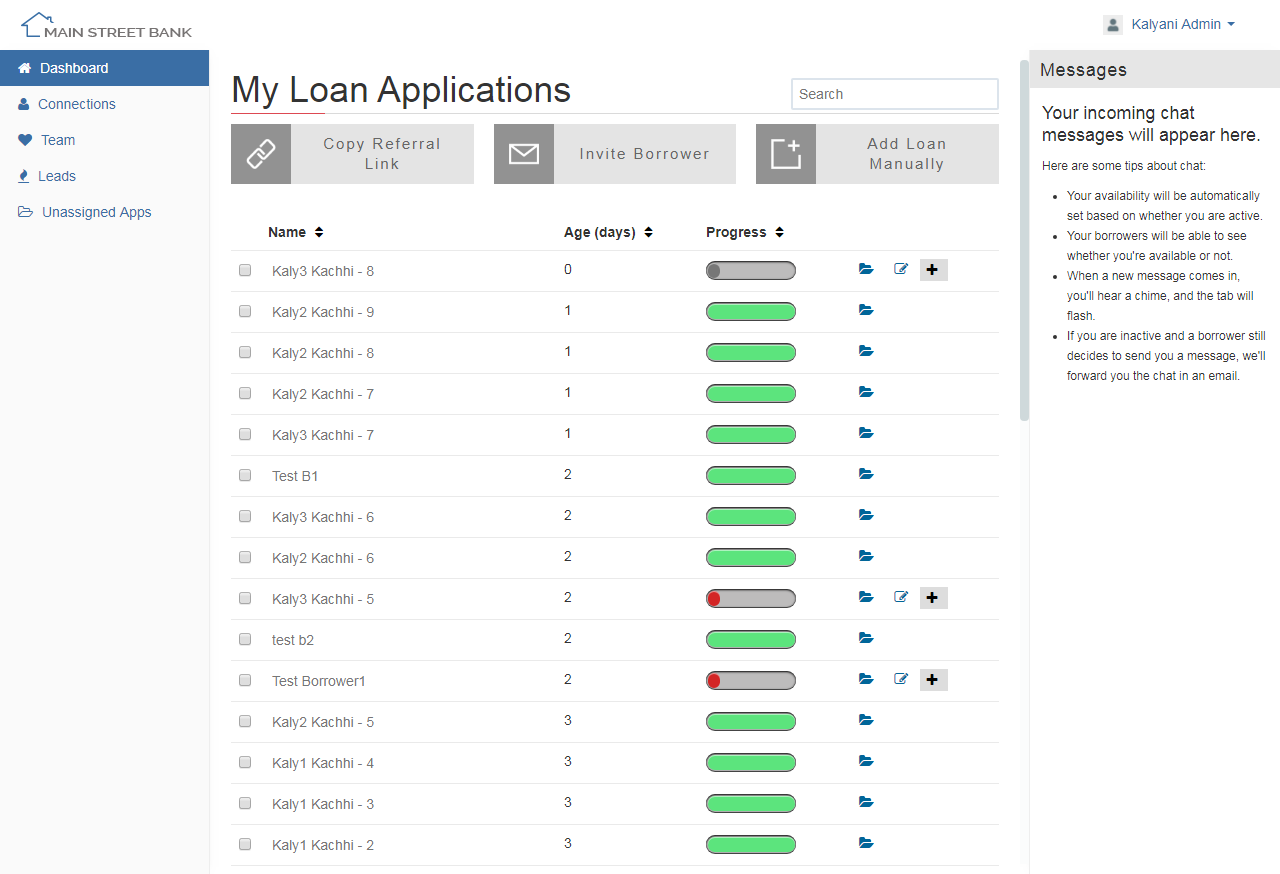 MAIN STREET BANK
Kalyani Admin
Dashboard
Connections
Team
Leads
Unassigned Apps
My Loan Applications
Search
Copy Referral
Link
Invite Borrower
Add Loan
Manually
Name Age (days) Progress
Kaly3 Kachhi - 8 0
Kaly2 Kachhi - 9 1
Kaly2 Kachhi - 8 1
Kaly2 Kachhi - 7 1
Kaly3 Kachhi - 7 1
Test B1 2
Kaly3 Kachhi - 6 2
Kaly2 Kachhi - 6 2
Kaly3 Kachhi - 5 2
test b2 2
Test Borrower1 2
Kaly2 Kachhi - 5 3
Kaly1 Kachhi - 4 3
Kaly1 Kachhi - 3 3
Kaly1 Kachhi - 2 3
Messages
Your incoming chat
messages will appear here.
Here are some tips about chat:
Your availability will be automatically
set based on whether you are active.
Your borrowers will be able to see
whether you're available or not.
When a new message comes in,
you'll hear a chime, and the tab will
flash.
If you are inactive and a borrower still
decides to send you a message, we'll
forward you the chat in an email.